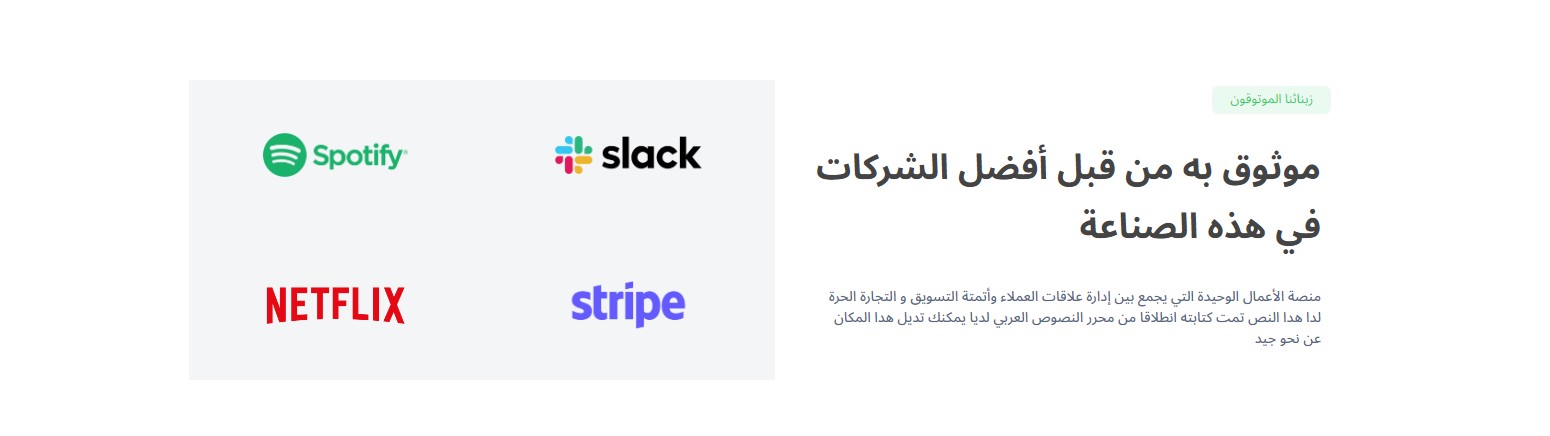 زبنائنا الموثوقون
موثوق به من قبل أفضل الشركات
في هذه الصناعة
منصة الأعمال الوحيدة التي يجمع بين إدارة علاقات العملاء وأتمتة التسويق و التجارة الحرة
لدا هدا النص تمت كتابته انطلاقا من محرر النصوص العربي لديا يمكنك تديل هدا المكان
عن نحو جيد
slack
Spotify
stripe
NETFLIX